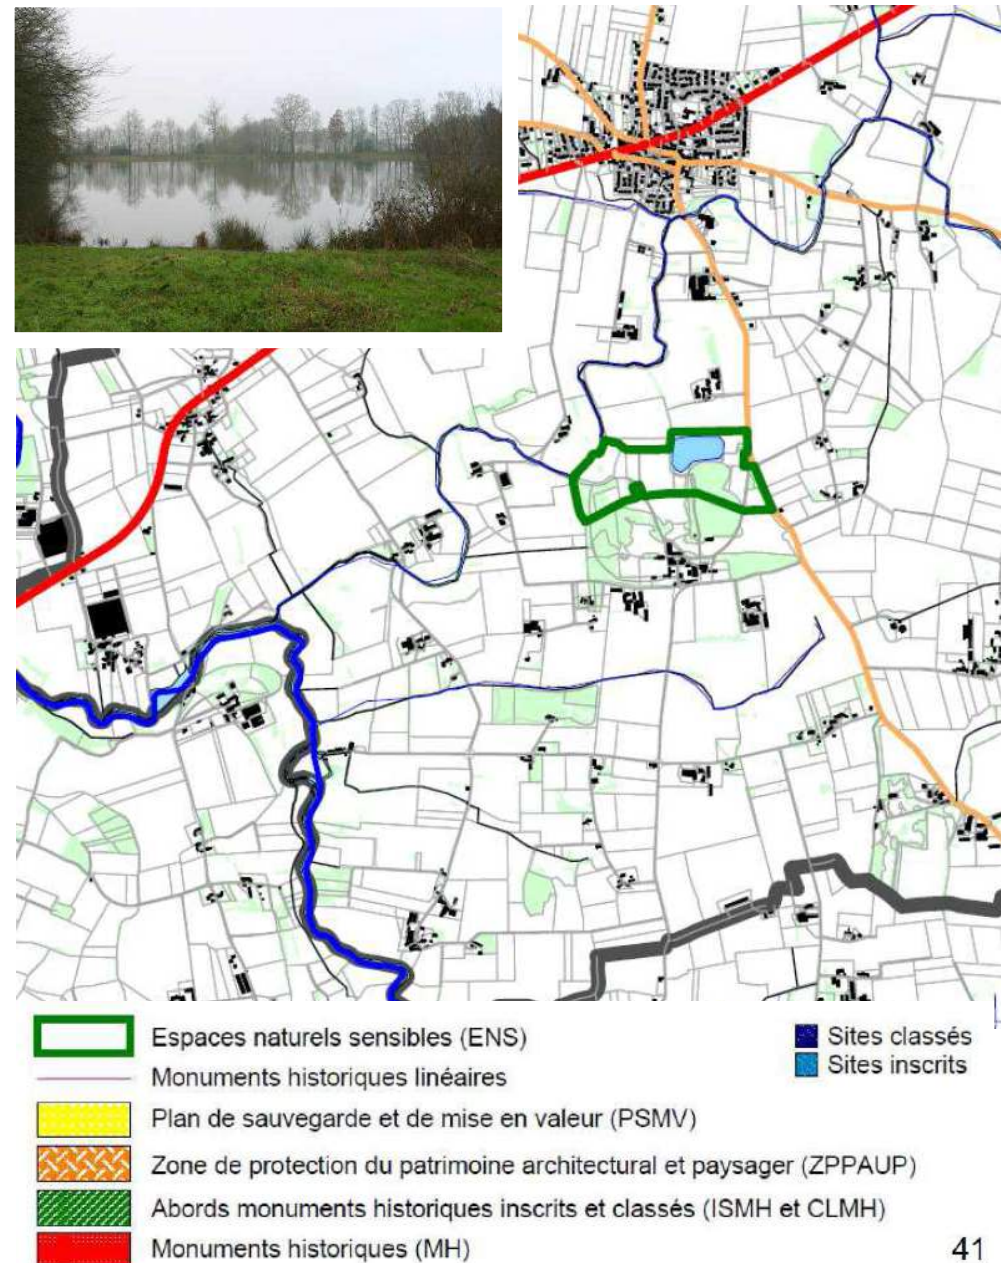 Espaces naturels sensibles (ENS)
Monuments historiques linéaires
Plan de sauvegarde et de mise en valeur (PSMV)
Zone de protection du patrimoine architectural et paysager (ZPPAUP)
Abords monuments historiques inscrits et classés (ISMH et CLMH)
Monuments historiques (MH)
Sites classés
Sites inscrits
41